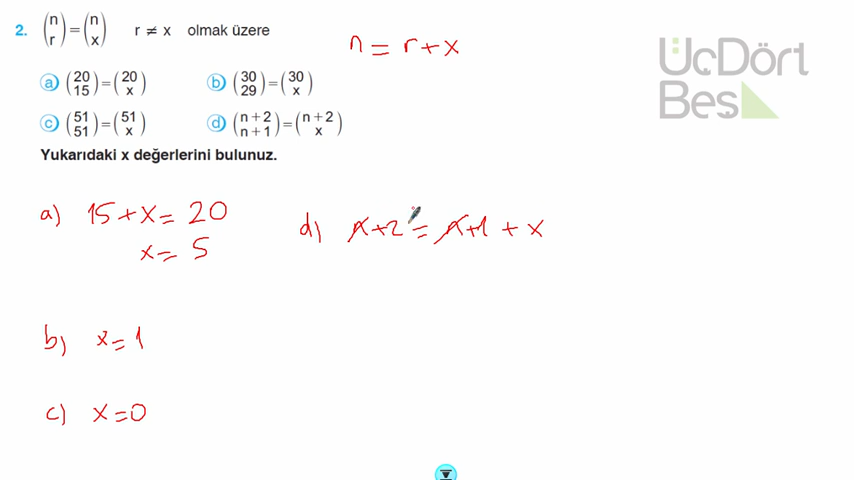 2. (n r) = (n x) r ≠ x olmak üzere
n = r + x
ÜçDört
Beş
a) (20 15) = (20 x) b) (30 29) = (30 x)
c) (51 51) = (51 x) d) (n + 2 n + 1) = (n + 2 x)
Yukarıdaki x değerlerini bulunuz.
a) 15 + x = 20
x = 5
d) n+2 = n+1 + x
b) x = 1
c) x = 0